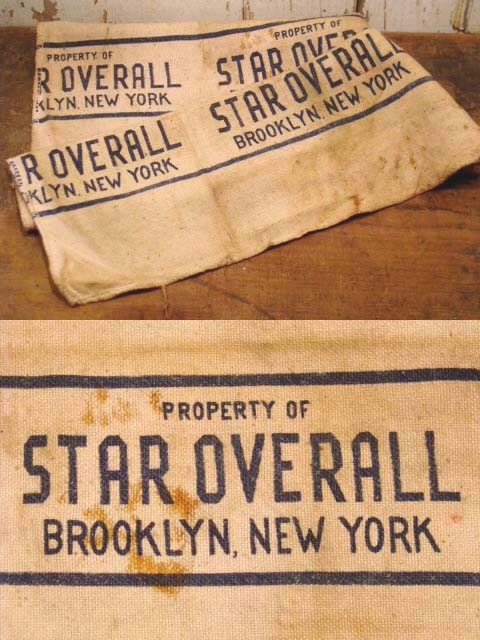 PROPERTY OF
R OVERALL
KLYN, NEW YORK
PROPERTY OF
STAR OVER
STAR OVERALL
BROOKLYN, NEW YORK
R OVERALL
KLYN, NEW YORK
PROPERTY OF
STAR OVERALL
BROOKLYN, NEW YORK